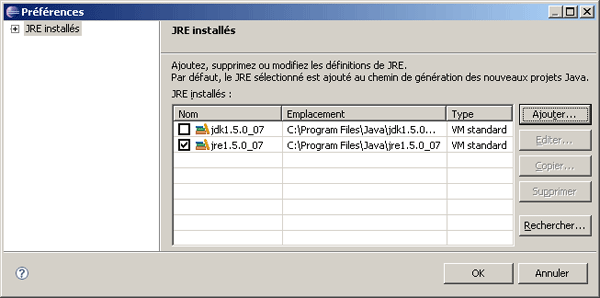 Préférences
JRE installés
JRE installés
Ajoutez, supprimez ou modifiez les définitions de JRE.
Par défaut, le JRE sélectionné est ajouté au chemin de génération des nouveaux projets Java.
JRE installés :
Nom Emplacement Type
jdk1.5.0_07 C:\Program Files\Java\jdk1.5.0... VM standard
jre1.5.0_07 C:\Program Files\Java\jre1.5.0_07 VM standard
Ajouter...
Editer...
Copier...
Supprimer
Rechercher...
?
OK Annuler